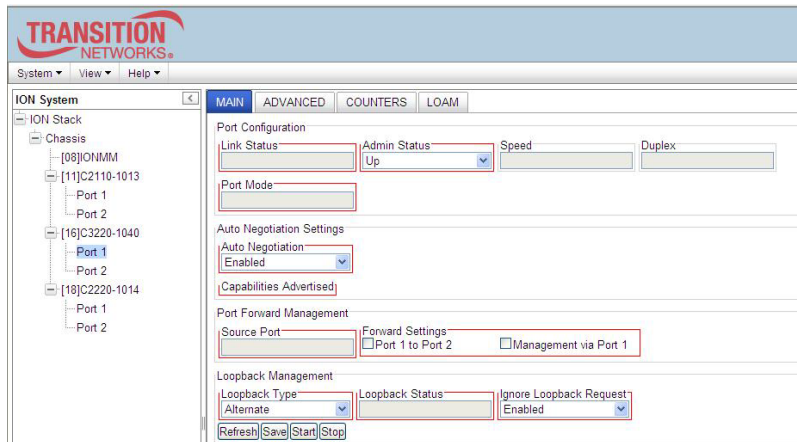 TRANSITION
NETWORKS®
System View Help
ION System
ION Stack
Chassis
[08]IONMM
[11]C2110-1013
Port 1
Port 2
[16]C3220-1040
Port 1
Port 2
[18]C2220-1014
Port 1
Port 2
MAIN ADVANCED COUNTERS LOAM
Port Configuration
Link Status Admin Status Speed Duplex
Up
Port Mode
Auto Negotiation Settings
Auto Negotiation
Enabled
Capabilities Advertised
Port Forward Management
Source Port Forward Settings
Port 1 to Port 2 Management via Port 1
Loopback Management
Loopback Type Loopback Status Ignore Loopback Request
Alternate Enabled
Refresh Save Start Stop